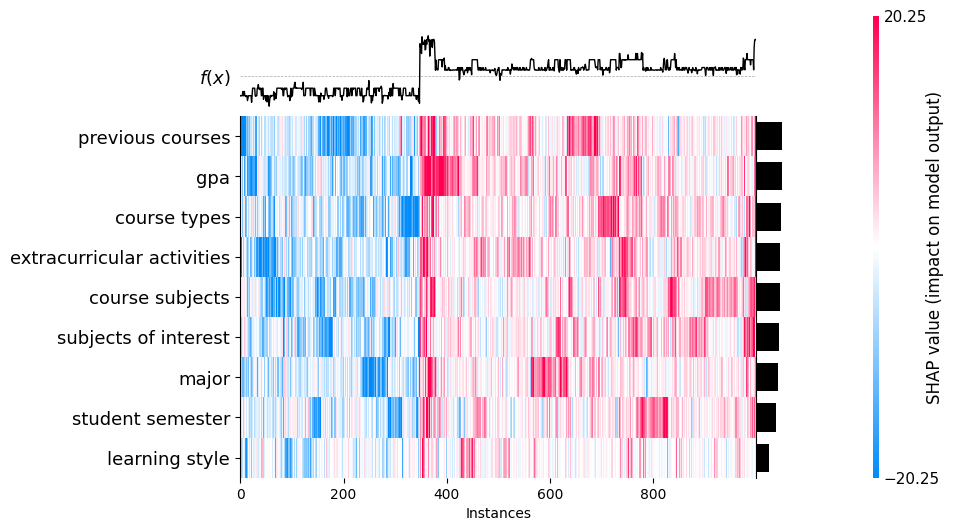 20.25
f(x)
previous courses
gpa
course types
extracurricular activities
course subjects
subjects of interest
major
student semester
learning style
0 200 400 600 800
Instances
SHAP value (impact on model output)
−20.25